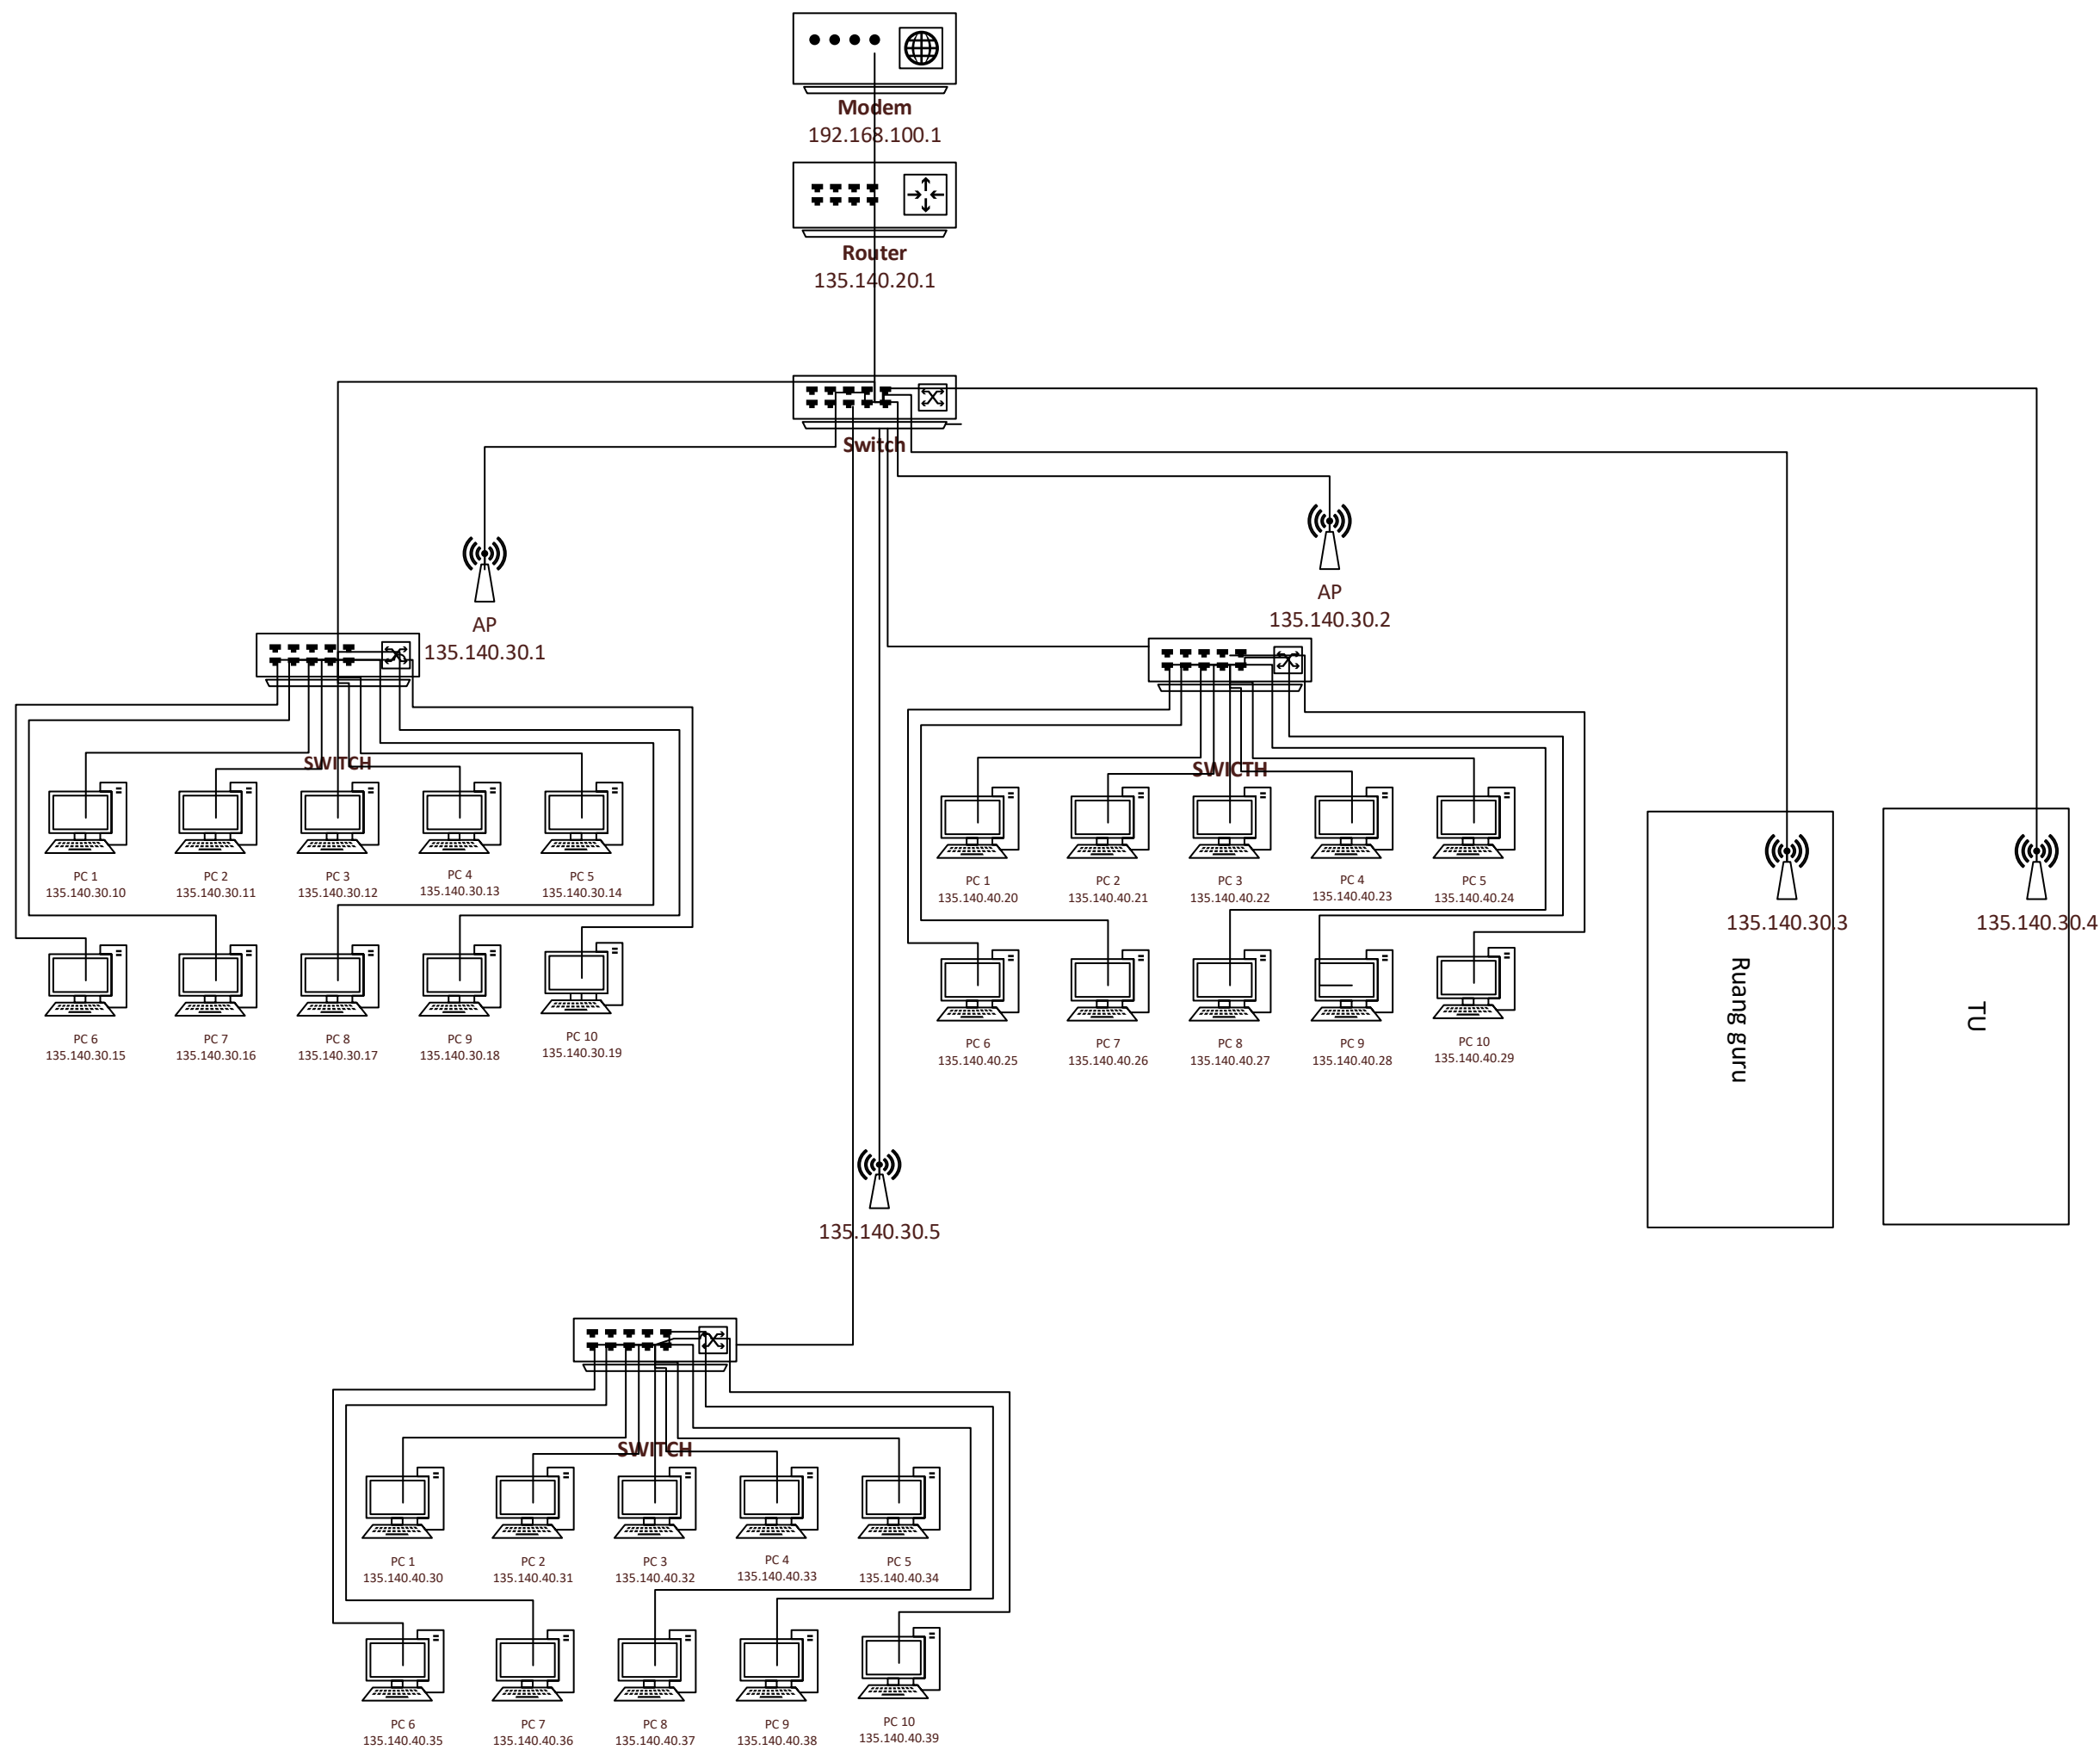 Modem
192.168.100.1
Router
135.140.20.1
Switch
AP
135.140.30.1
AP
135.140.30.2
SWITCH
PC 1
135.140.30.10
PC 2
135.140.30.11
PC 3
135.140.30.12
PC 4
135.140.30.13
PC 5
135.140.30.14
PC 6
135.140.30.15
PC 7
135.140.30.16
PC 8
135.140.30.17
PC 9
135.140.30.18
PC 10
135.140.30.19
SWICTH
PC 1
135.140.40.20
PC 2
135.140.40.21
PC 3
135.140.40.22
PC 4
135.140.40.23
PC 5
135.140.40.24
PC 6
135.140.40.25
PC 7
135.140.40.26
PC 8
135.140.40.27
PC 9
135.140.40.28
PC 10
135.140.40.29
135.140.30.3
Ruang guru
135.140.30.4
TU
135.140.30.5
SWITCH
PC 1
135.140.40.30
PC 2
135.140.40.31
PC 3
135.140.40.32
PC 4
135.140.40.33
PC 5
135.140.40.34
PC 6
135.140.40.35
PC 7
135.140.40.36
PC 8
135.140.40.37
PC 9
135.140.40.38
PC 10
135.140.40.39